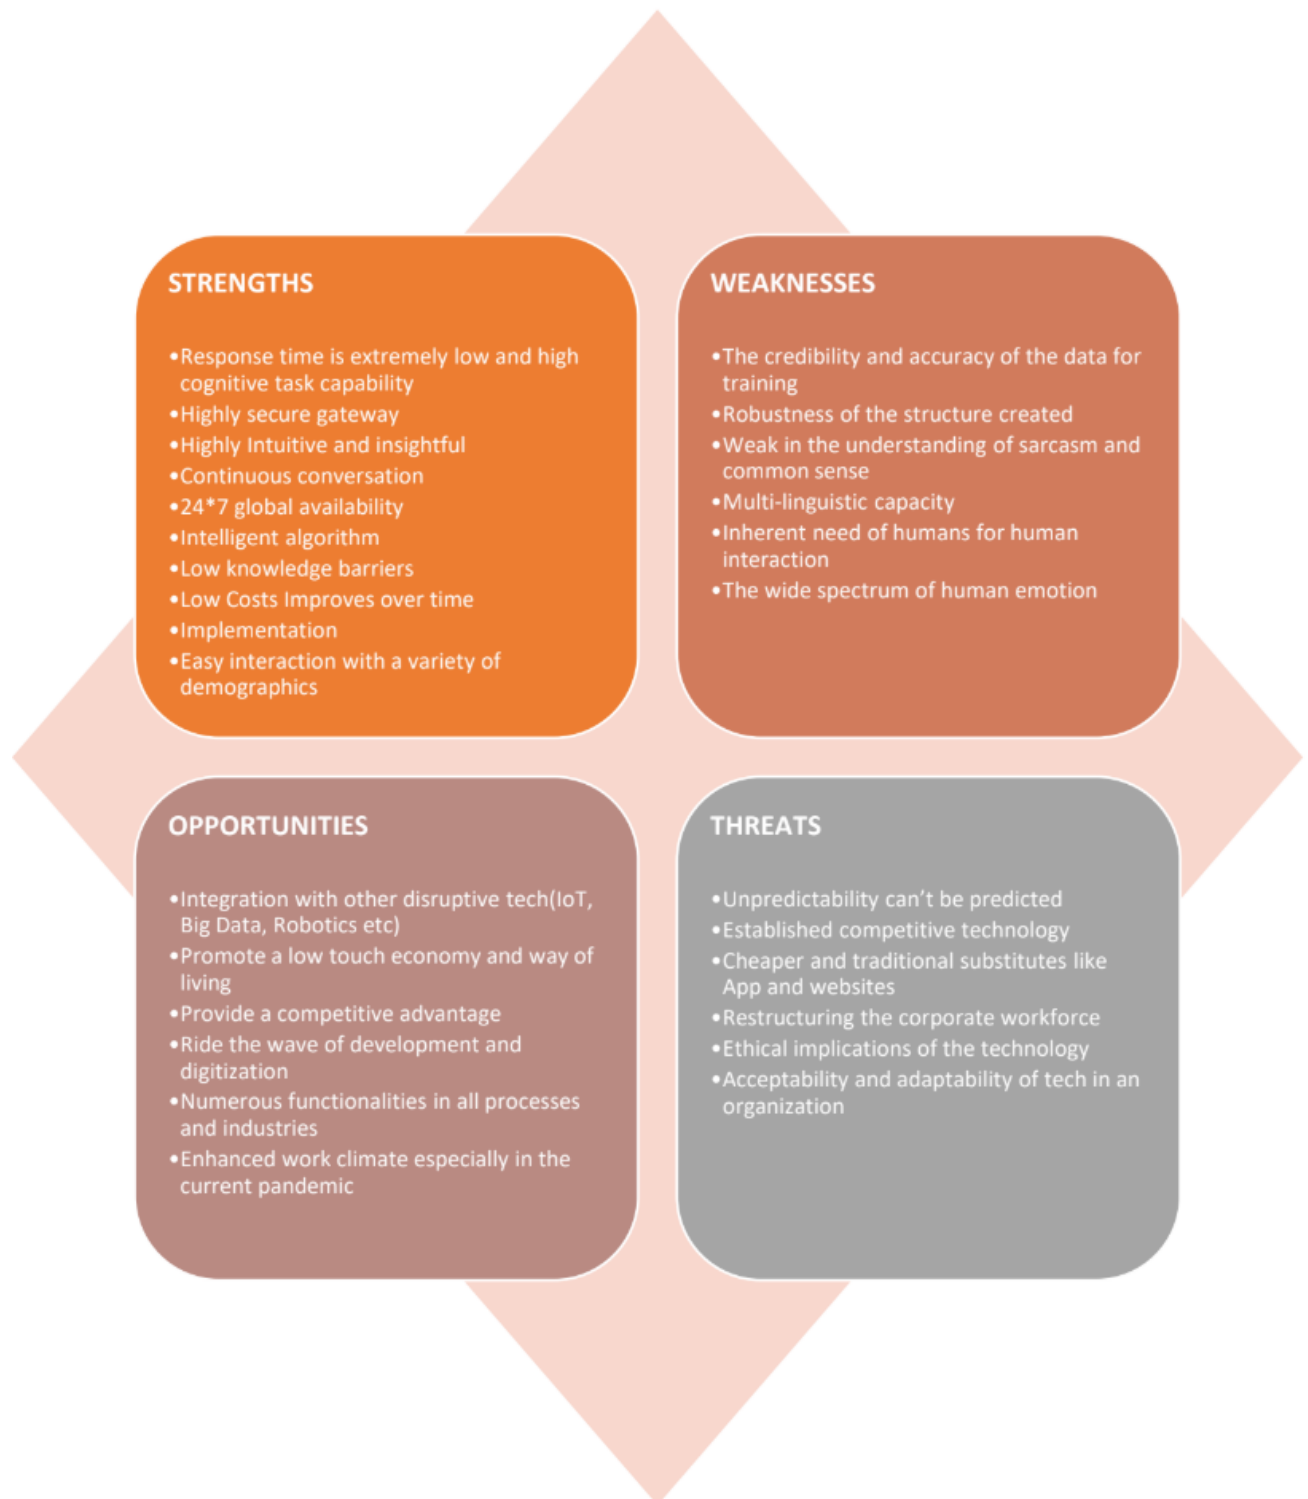 STRENGTHS
•Response time is extremely low and high
cognitive task capability
•Highly secure gateway
•Highly Intuitive and insightful
•Continuous conversation
•24*7 global availability
•Intelligent algorithm
•Low knowledge barriers
•Low Costs Improves over time
•Implementation
•Easy interaction with a variety of
demographics
WEAKNESSES
•The credibility and accuracy of the data for
training
•Robustness of the structure created
•Weak in the understanding of sarcasm and
common sense
•Multi-linguistic capacity
•Inherent need of humans for human
interaction
•The wide spectrum of human emotion
OPPORTUNITIES
•Integration with other disruptive tech(IoT,
Big Data, Robotics etc)
•Promote a low touch economy and way of
living
•Provide a competitive advantage
•Ride the wave of development and
digitization
•Numerous functionalities in all processes
and industries
•Enhanced work climate especially in the
current pandemic
THREATS
•Unpredictability can’t be predicted
•Established competitive technology
•Cheaper and traditional substitutes like
App and websites
•Restructuring the corporate workforce
•Ethical implications of the technology
•Acceptability and adaptability of tech in an
organization